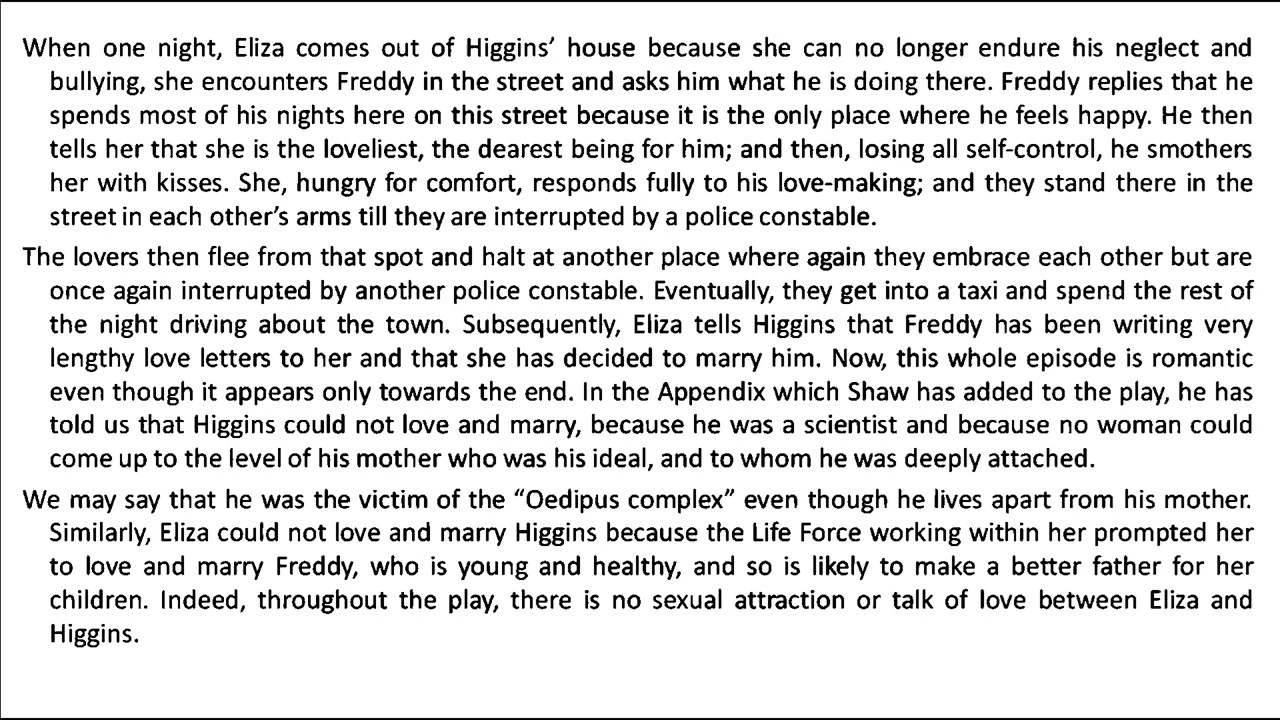 When one night, Eliza comes out of Higgins’ house because she can no longer endure his neglect and
bullying, she encounters Freddy in the street and asks him what he is doing there. Freddy replies that he
spends most of his nights here on this street because it is the only place where he feels happy. He then
tells her that she is the loveliest, the dearest being for him; and then, losing all self-control, he smothers
her with kisses. She, hungry for comfort, responds fully to his love-making; and they stand there in the
street in each other’s arms till they are interrupted by a police constable.
The lovers then flee from that spot and halt at another place where again they embrace each other but are
once again interrupted by another police constable. Eventually, they get into a taxi and spend the rest of
the night driving about the town. Subsequently, Eliza tells Higgins that Freddy has been writing very
lengthy love letters to her and that she has decided to marry him. Now, this whole episode is romantic
even though it appears only towards the end. In the Appendix which Shaw has added to the play, he has
told us that Higgins could not love and marry, because he was a scientist and because no woman could
come up to the level of his mother who was his ideal, and to whom he was deeply attached.
We may say that he was the victim of the “Oedipus complex” even though he lives apart from his mother.
Similarly, Eliza could not love and marry Higgins because the Life Force working within her prompted her
to love and marry Freddy, who is young and healthy, and so is likely to make a better father for her
children. Indeed, throughout the play, there is no sexual attraction or talk of love between Eliza and
Higgins.